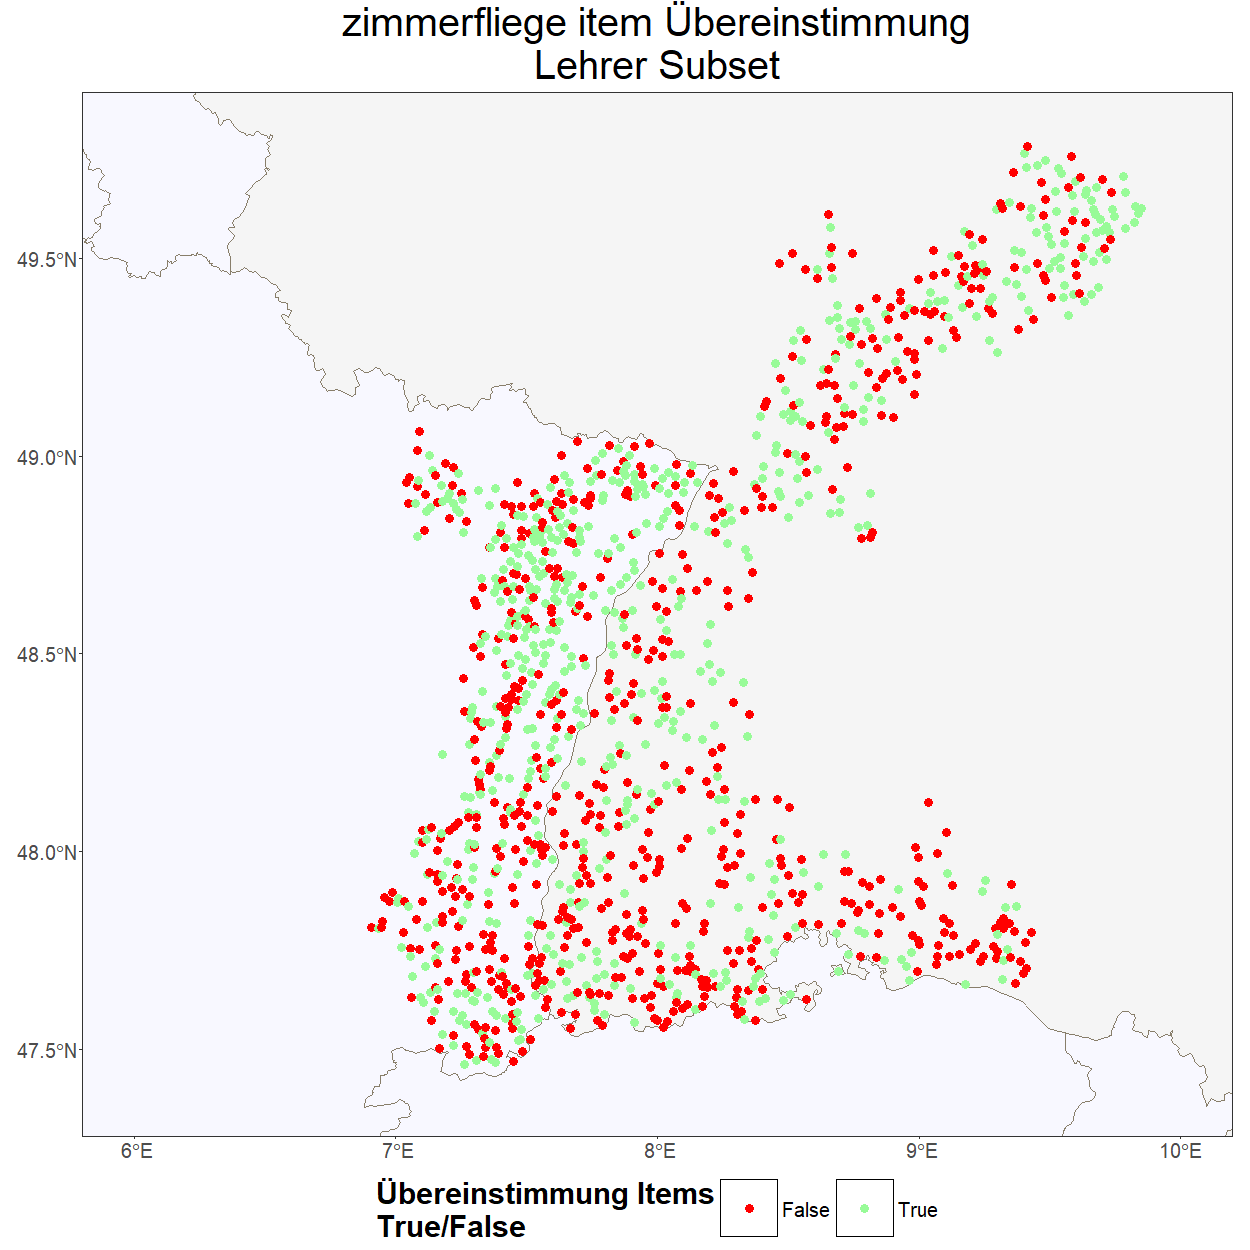 zimmerfliege item Übereinstimmung
Lehrer Subset
49.5°N
49.0°N
48.5°N
48.0°N
47.5°N
6°E
7°E
8°E
9°E
10°E
Übereinstimmung Items
True/False
False
True